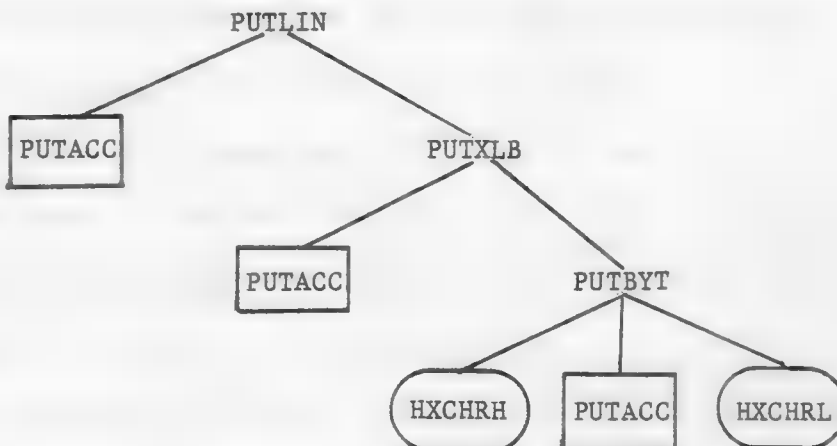 PUTLIN
PUTACC
PUTXLB
PUTACC
PUTBYT
HXCHRH
PUTACC
HXCHRL